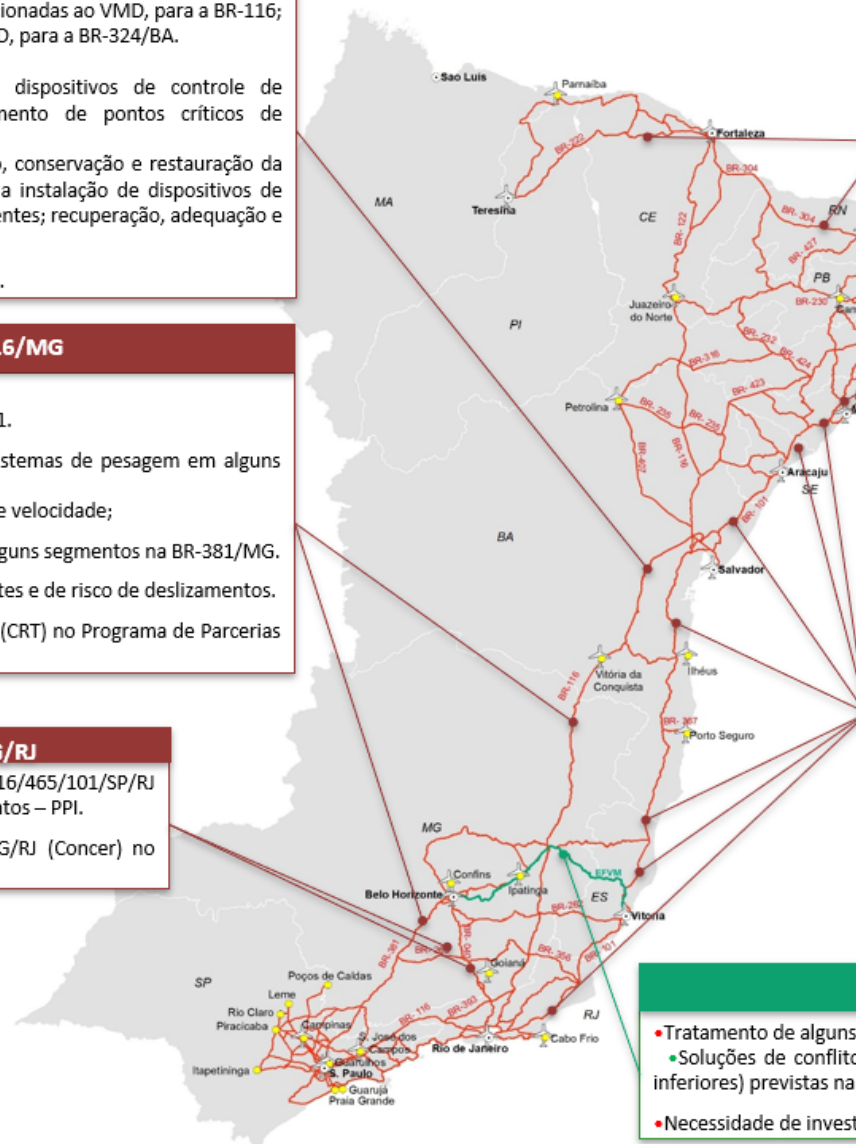 ionadas ao VMD, para a BR-116;
O, para a BR-324/BA.
dispositivos de controle de
mento de pontos críticos de
o, conservação e restauração da
a instalação de dispositivos de
entes; recuperação, adequação e
.
16/MG
1.
stemas de pesagem em alguns
e velocidade;
guns segmentos na BR-381/MG.
tes e de risco de deslizamentos.
(CRT) no Programa de Parcerias
G/RJ
16/465/101/SP/RJ
ntos – PPI.
G/RJ (Concer) no
Sao Luis
Parnaíba
Fortaleza
BR-222
BR-304
Teresina
MA
CE
BR-122
BR-304
RN
BR-427
PB
BR-230
Cam
Juazeiro
do Norte
PI
BR-232
BR-424
BR-316
BR-423
Petrolina
BR-235
BR-235
BR-407
BR-116
M
Aracaju
SE
BR-101
BA
Salvador
Vitória da
Conquista
Ilhéus
BR-116
BR-367
Porto Seguro
MG
Confins
Ipatinga
EFVM
Belo Horizonte
ES
BR-262
Vitoria
BR-381
BR-040
BR-356
BR-101
Goianá
SP
Poços de Caldas
Leme
Rio Claro
Piracicaba
Campinas
BR-116
BR-393
RJ
S. José dos
Campos
Rio de Janeiro
Cabo Frio
Itapetininga
Guarulhos
S. Paulo
Guarujá
Praia Grande
•Tratamento de alguns
•Soluções de conflito
inferiores) previstas na
•Necessidade de invest